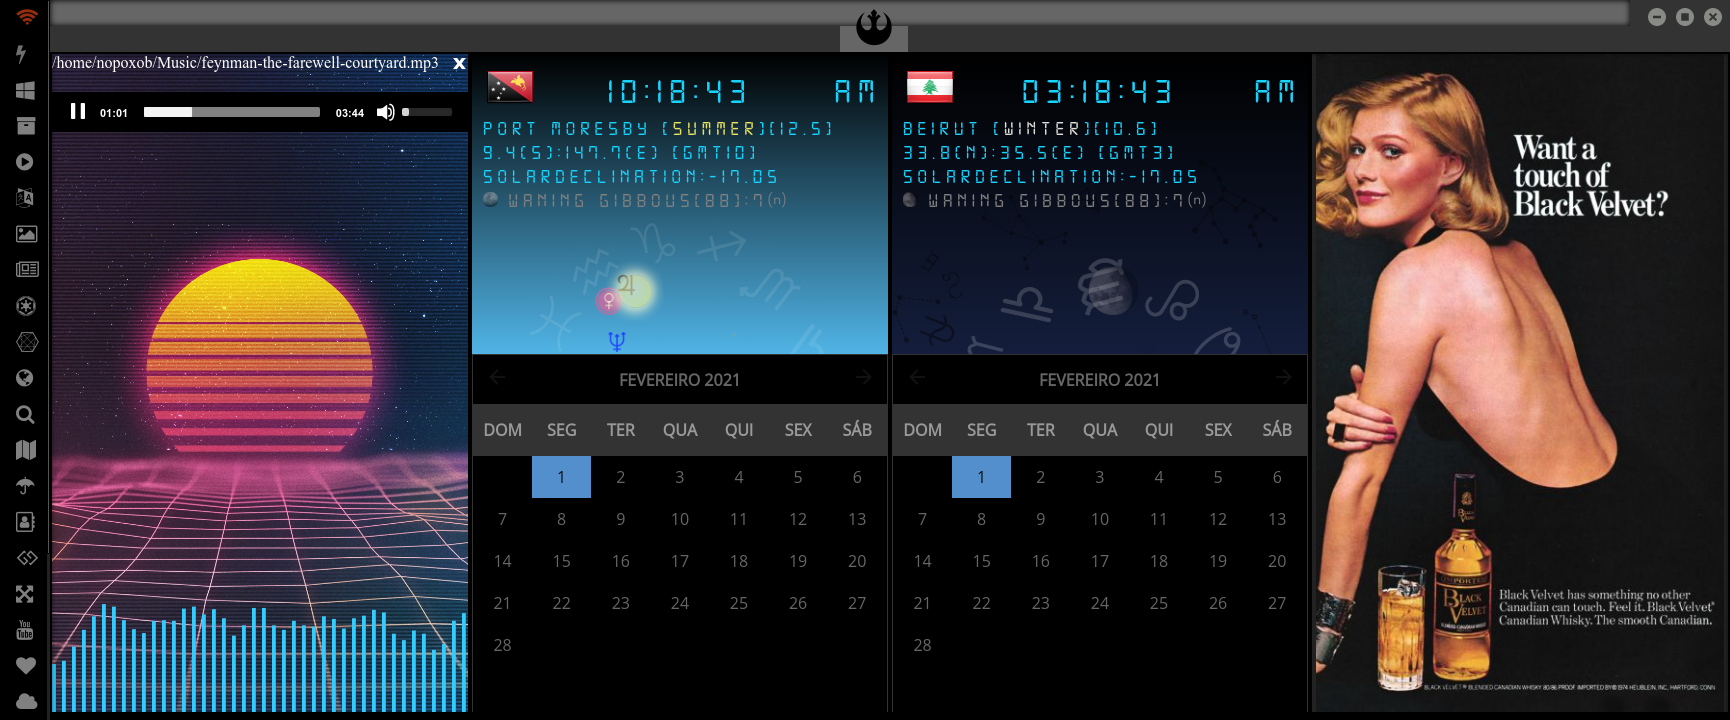 /home/nopoxob/Music/feynman-the-farewell-courtyard.mp3 x
01:01 03:44
10:18:43 AM
PORT MORESBY (SUMMER)(12.5)
9.4(S):147.7(E) (GMT10)
SOLARDECLINATION:-17.05
WANING GIBBOUS(88):7(n)
FEVEREIRO 2021
DOM SEG TER QUA QUI SEX SÁB
1 2 3 4 5 6
7 8 9 10 11 12 13
14 15 16 17 18 19 20
21 22 23 24 25 26 27
28
03:18:43 AM
BEIRUT (WINTER)(10.6)
33.8(N):35.5(E) (GMT3)
SOLARDECLINATION:-17.05
WANING GIBBOUS(88):7(n)
FEVEREIRO 2021
DOM SEG TER QUA QUI SEX SÁB
1 2 3 4 5 6
7 8 9 10 11 12 13
14 15 16 17 18 19 20
21 22 23 24 25 26 27
28
Want a
touch of
Black Velvet?
IMPORTED
BLACK
VELVET
Black Velvet has something no other
Canadian can touch. Feel it. Black Velvet®
Canadian Whisky. The smooth Canadian.
BLACK VELVET® BLENDED CANADIAN WHISKY 80/86 PROOF IMPORTED BY © 1974 HEUBLEIN, INC., HARTFORD, CONN
You
Tube